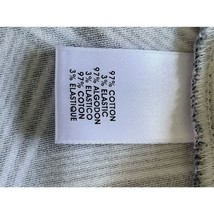 97% COTTON
3% ELASTIC
97% ALGODON
3% ELASTICO
97% COTON
3% ELASTIQUE